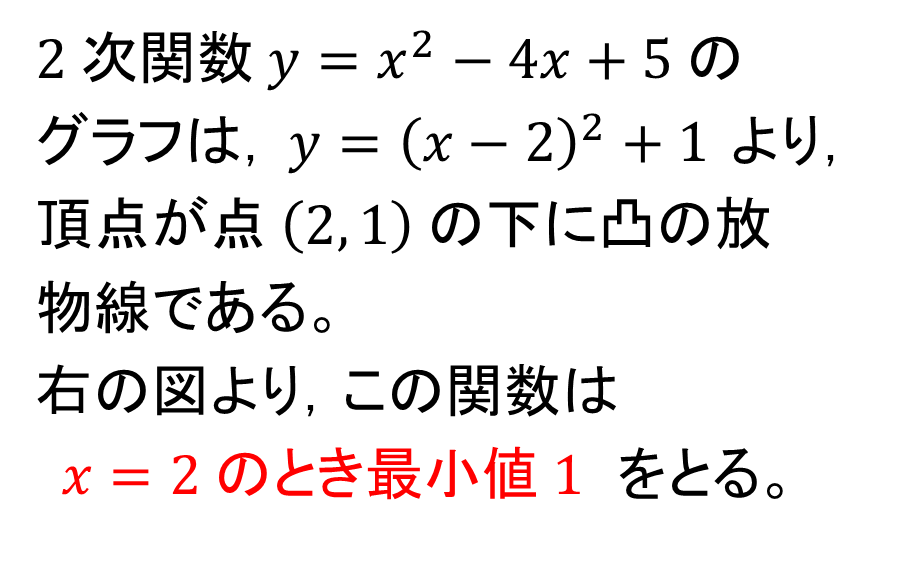 2 次関数 y = x² − 4x + 5 の
グラフは, y = (x − 2)² + 1 より,
頂点が点 (2, 1) の下に凸の放
物線である。
右の図より, この関数は
x = 2 のとき最小値 1 をとる。